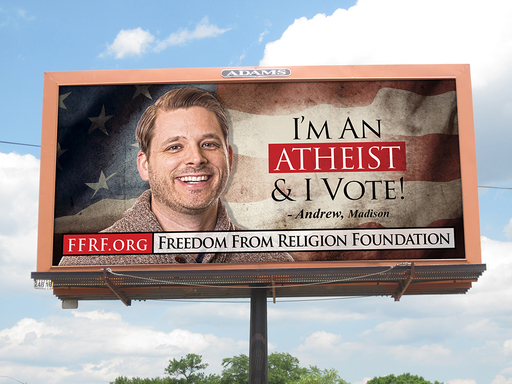 ADAMS
I'M AN
ATHEIST
& I VOTE!
- Andrew, Madison
FFRF.ORG FREEDOM FROM RELIGION FOUNDATION